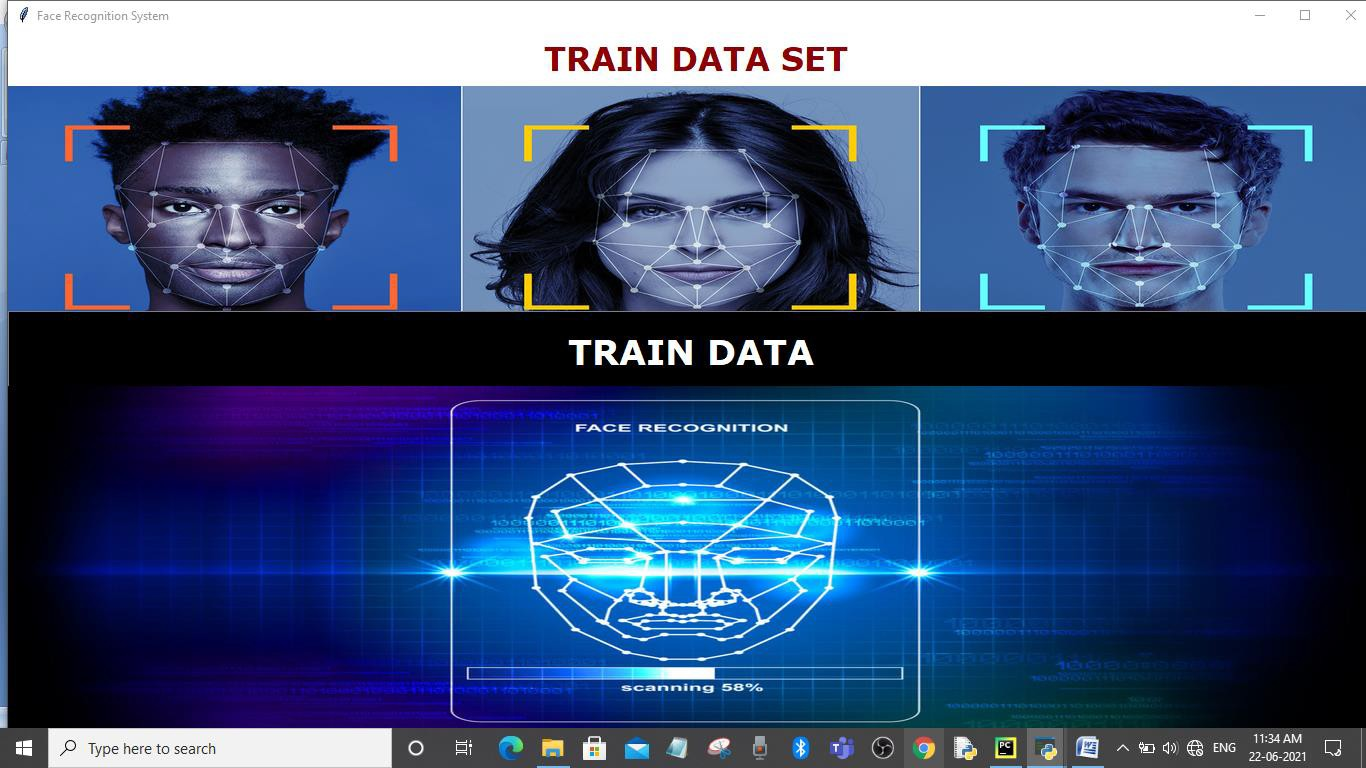 Face Recognition System
TRAIN DATA SET
TRAIN DATA
FACE RECOGNITION
scanning 58%
Type here to search
ENG
11:34 AM
22-06-2021